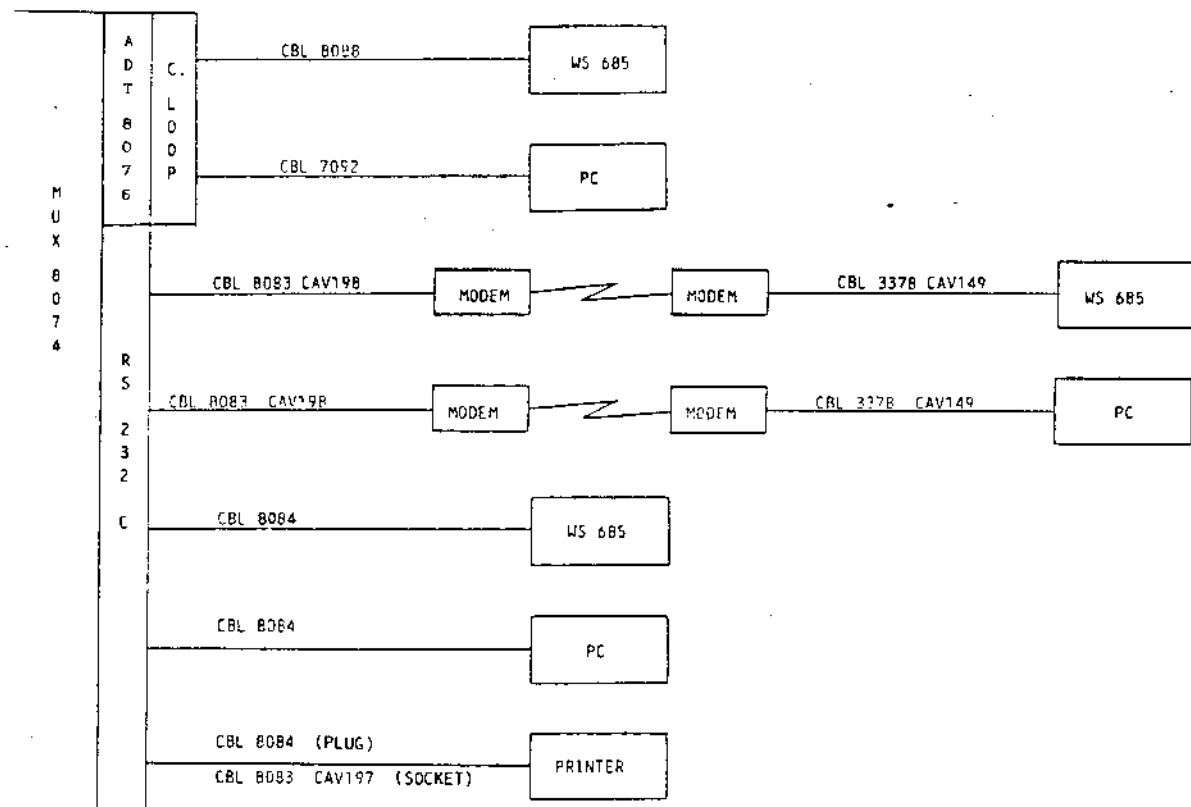 MUX 8074
ADT 8076
C. LOOP
CBL 8088
WS 685
CBL 7092
PC
RS 232 C
CBL 8083 CAV198
MODEM
MODEM
CBL 3378 CAV149
WS 685
CBL 8083 CAV198
MODEM
MODEM
CBL 3378 CAV149
PC
CBL 8084
WS 685
CBL 8084
PC
CBL 8084 (PLUG)
CBL 8083 CAV197 (SOCKET)
PRINTER